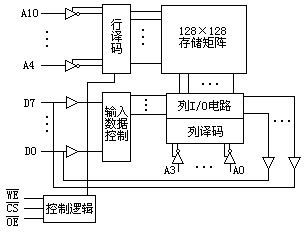 A10
行译码
128×128
存储矩阵
A4
D7
输入数据控制
列I/O电路
列译码
D0
A3
A0
WE
CS
OE
控制逻辑